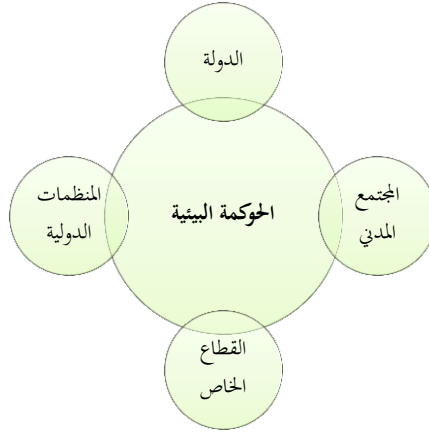 الدولة
المجتمع
المدني
الحوكمة البيئية
المنظمات
الدولية
القطاع
الخاص